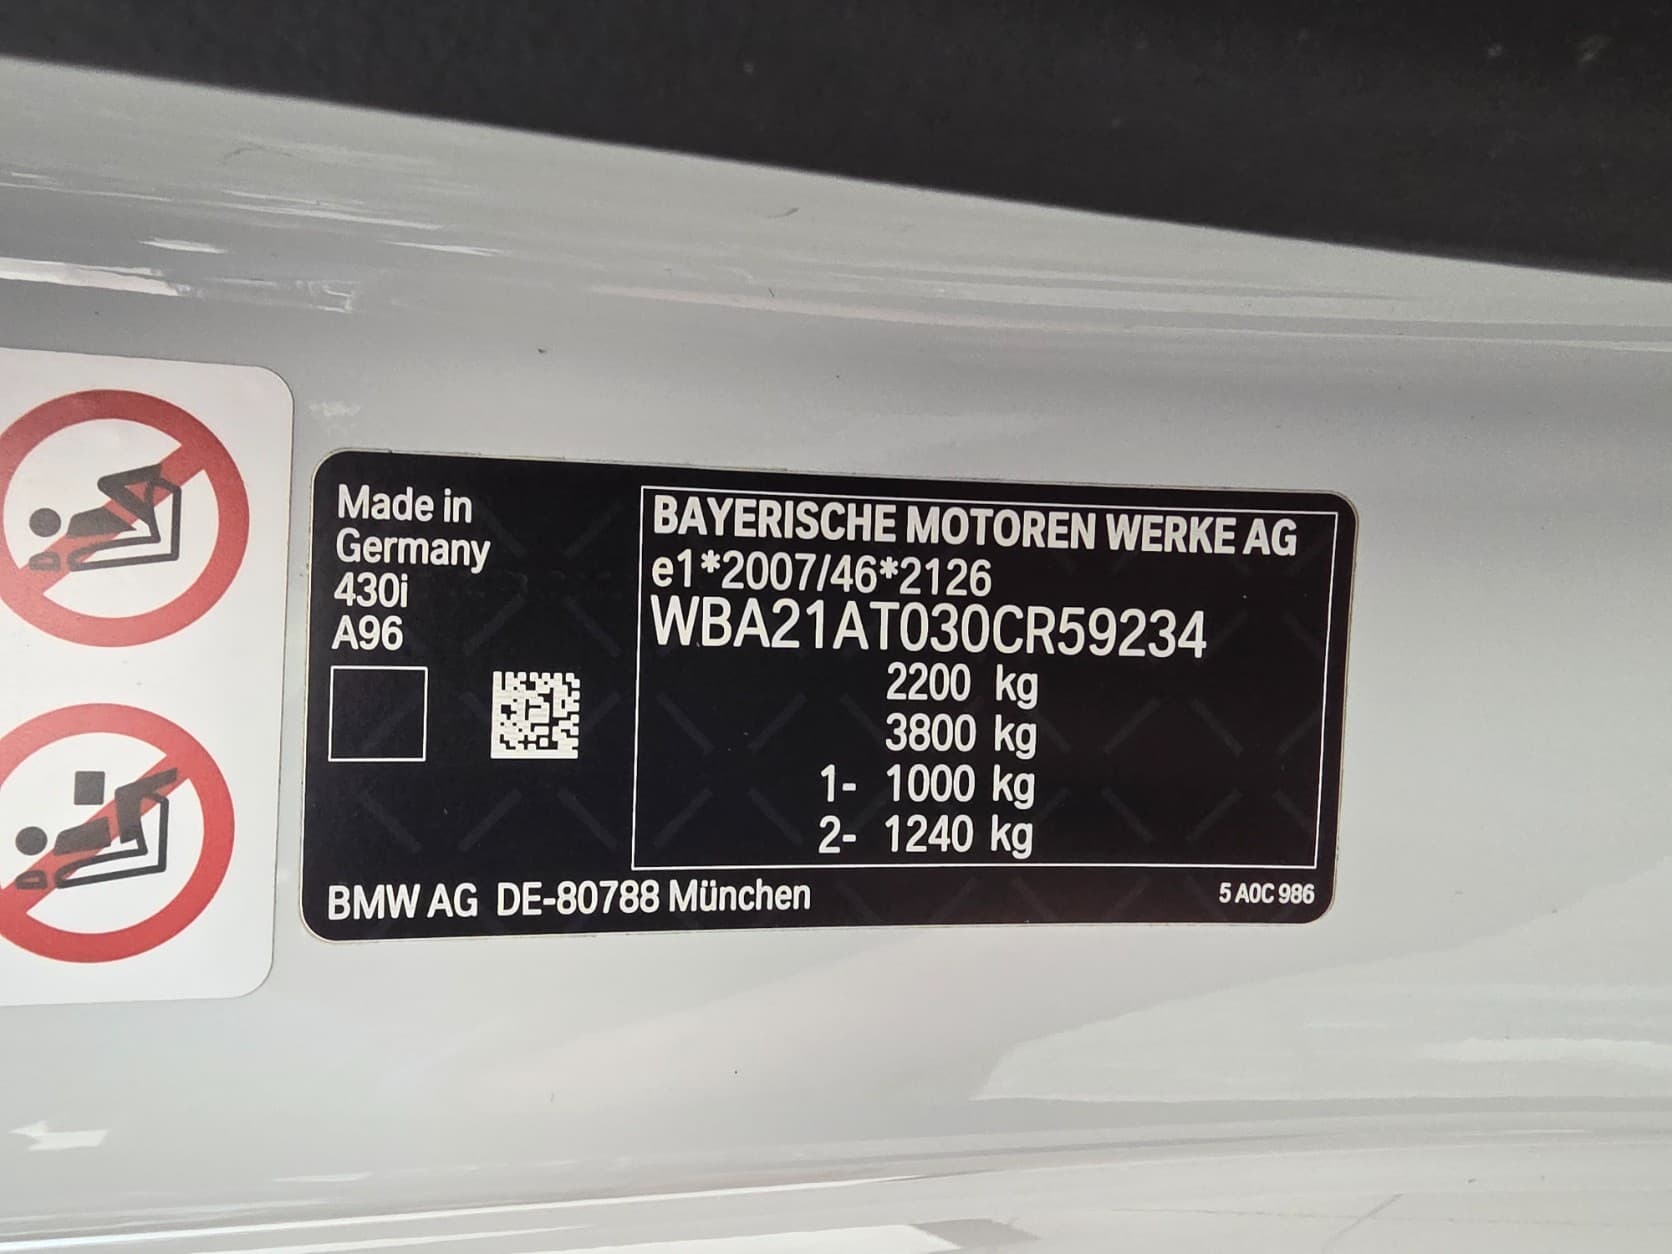 Made in
Germany
430i
A96
BAYERISCHE MOTOREN WERKE AG
e1*2007/46*2126
WBA21AT030CR59234
2200 kg
3800 kg
1- 1000 kg
2- 1240 kg
BMW AG DE-80788 München
5 A0C 986